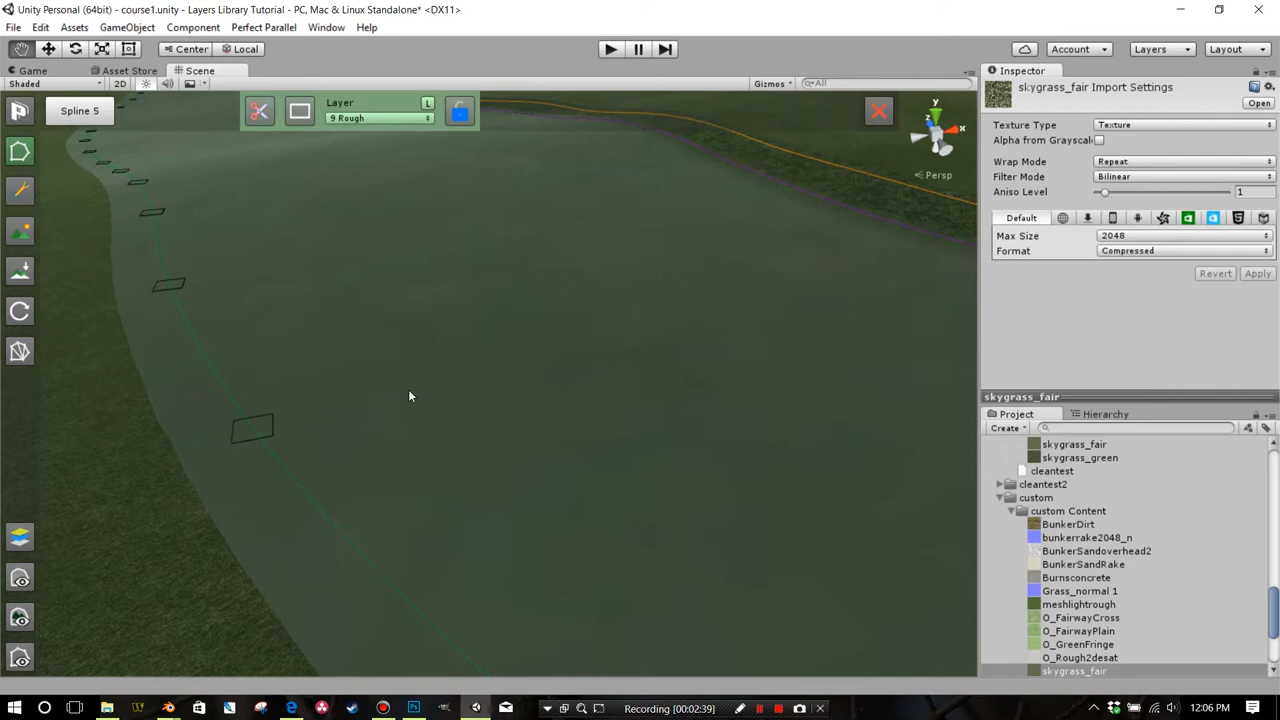 Unity Personal (64bit) - course1.unity - Layers Library Tutorial - PC, Mac & Linux Standalone* <DX11>
File Edit Assets GameObject Component Perfect Parallel Window Help
Center Local Account Layers Layout
Game Asset Store Scene
Shaded 2D Gizmos All
Spline 5
Layer L
9 Rough
y
x
z
Persp
Inspector
skygrass_fair Import Settings
Open
Texture Type Texture
Alpha from Grayscal
Wrap Mode Repeat
Filter Mode Bilinear
Aniso Level 1
Default
Max Size 2048
Format Compressed
Revert Apply
skygrass_fair
Project Hierarchy
Create
skygrass_fair
skygrass_green
cleantest
cleantest2
custom
custom Content
BunkerDirt
bunkerrake2048_n
BunkerSandoverhead2
BunkerSandRake
Burnsconcrete
Grass_normal 1
meshlightrough
O_FairwayCross
O_FairwayPlain
O_GreenFringe
O_Rough2desat
skygrass_fair
Recording [00:02:39]
12:06 PM